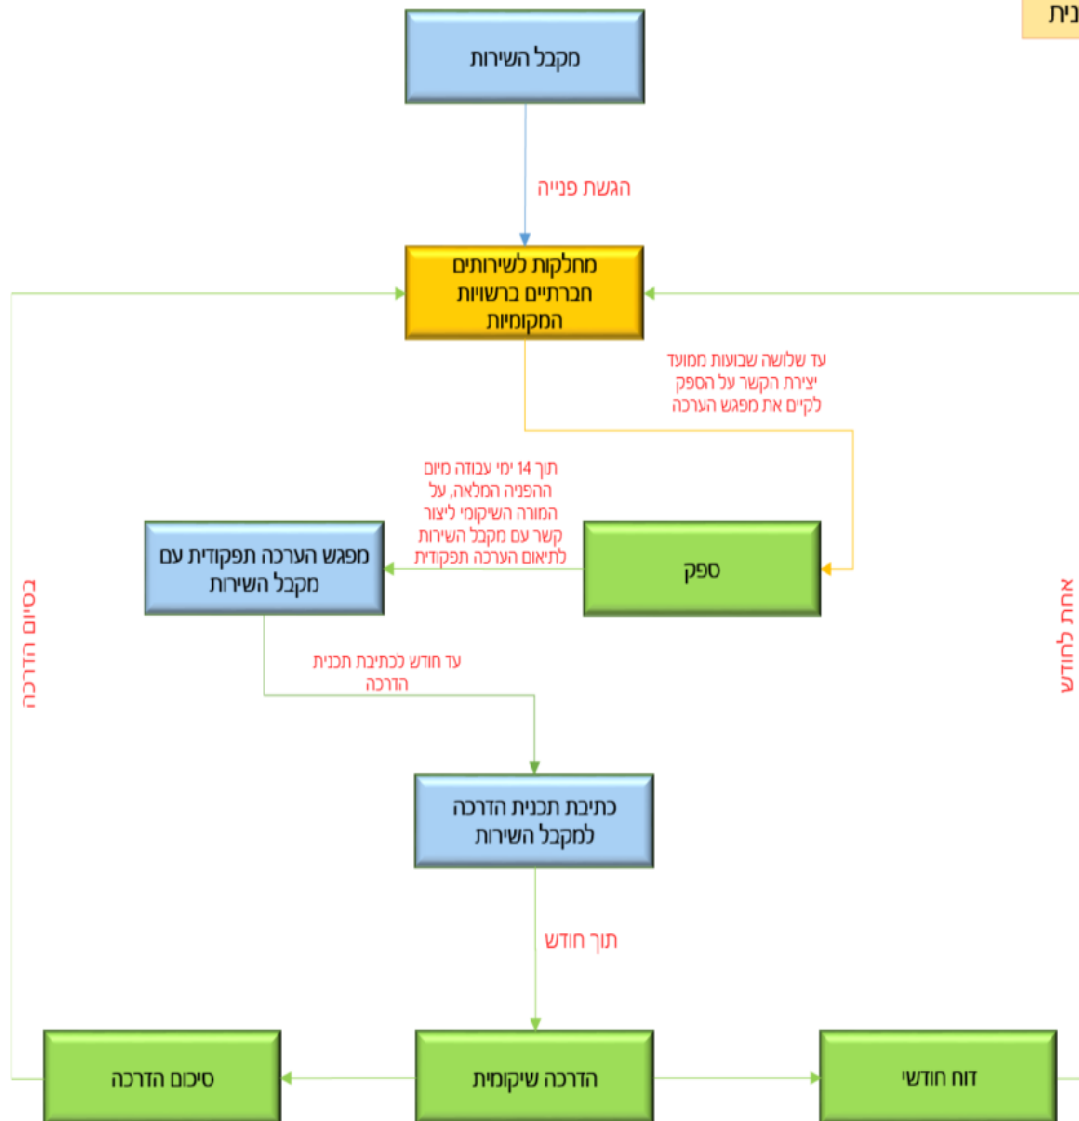 נית
מקבל השירות
הגשת פנייה
מחלקות לשירותים
חברתיים ברשויות
המקומיות
עד שלושה שבועות ממועד
יצירת הקשר על הספק
לקיים את מפגש הערכה
תוך 14 ימי עבודה מיום
ההפניה המלאה, על
המורה השיקומי ליצור
קשר עם מקבל השירות
לתיאום הערכה תפקודית
ספק
מפגש הערכה תפקודית עם
מקבל השירות
עד חודש לכתיבת תכנית
הדרכה
אחת לחודש
בסיום הדרכה
כתיבת תכנית הדרכה
למקבל השירות
תוך חודש
דוח חודשי
הדרכה שיקומית
סיכום הדרכה